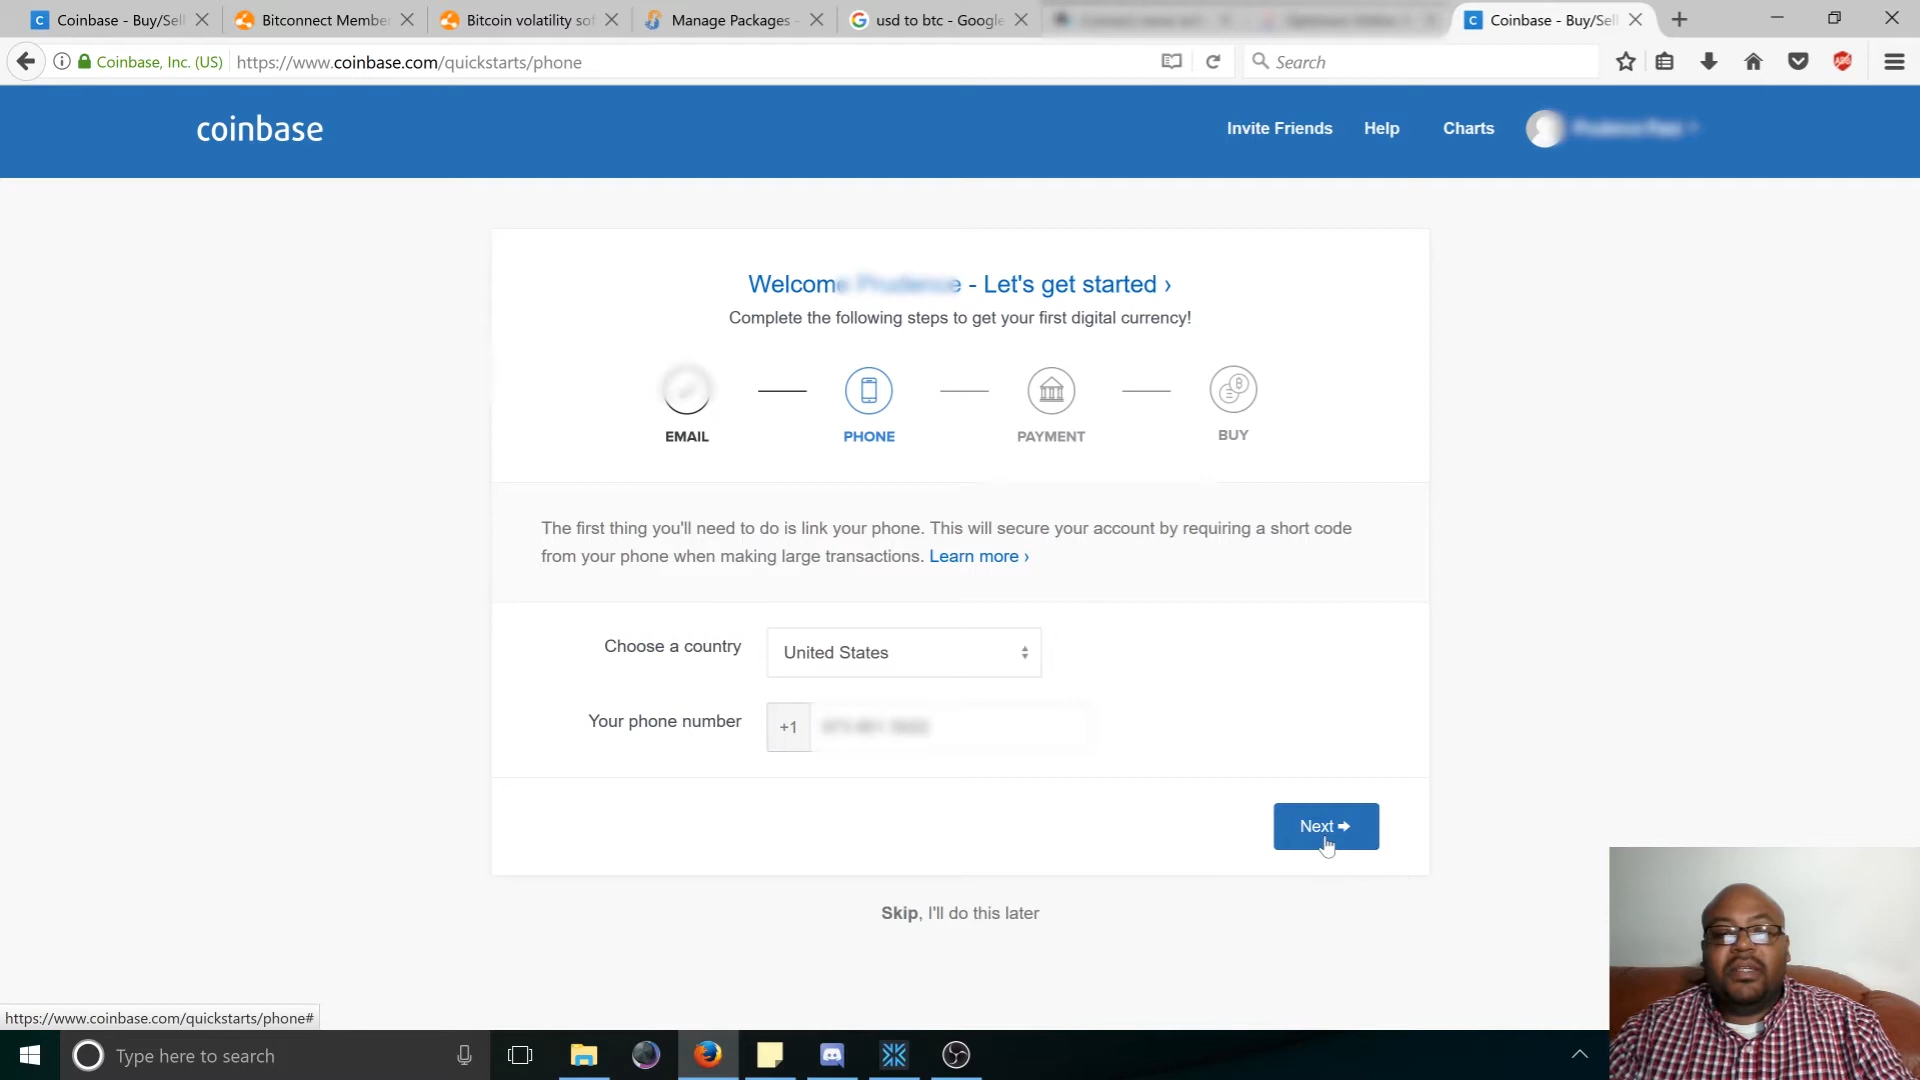 Coinbase - Buy/Sell
Bitconnect Member
Bitcoin volatility sof
Manage Packages -
usd to btc - Google
Coinbase - Buy/Sell
Coinbase, Inc. (US)
https://www.coinbase.com/quickstarts/phone
Search
coinbase
Invite Friends
Help
Charts
Welcome - Let's get started ›
Complete the following steps to get your first digital currency!
EMAIL
PHONE
PAYMENT
BUY
The first thing you'll need to do is link your phone. This will secure your account by requiring a short code
from your phone when making large transactions. Learn more ›
Choose a country
United States
Your phone number
+1
Next
Skip, I'll do this later
https://www.coinbase.com/quickstarts/phone#
Type here to search